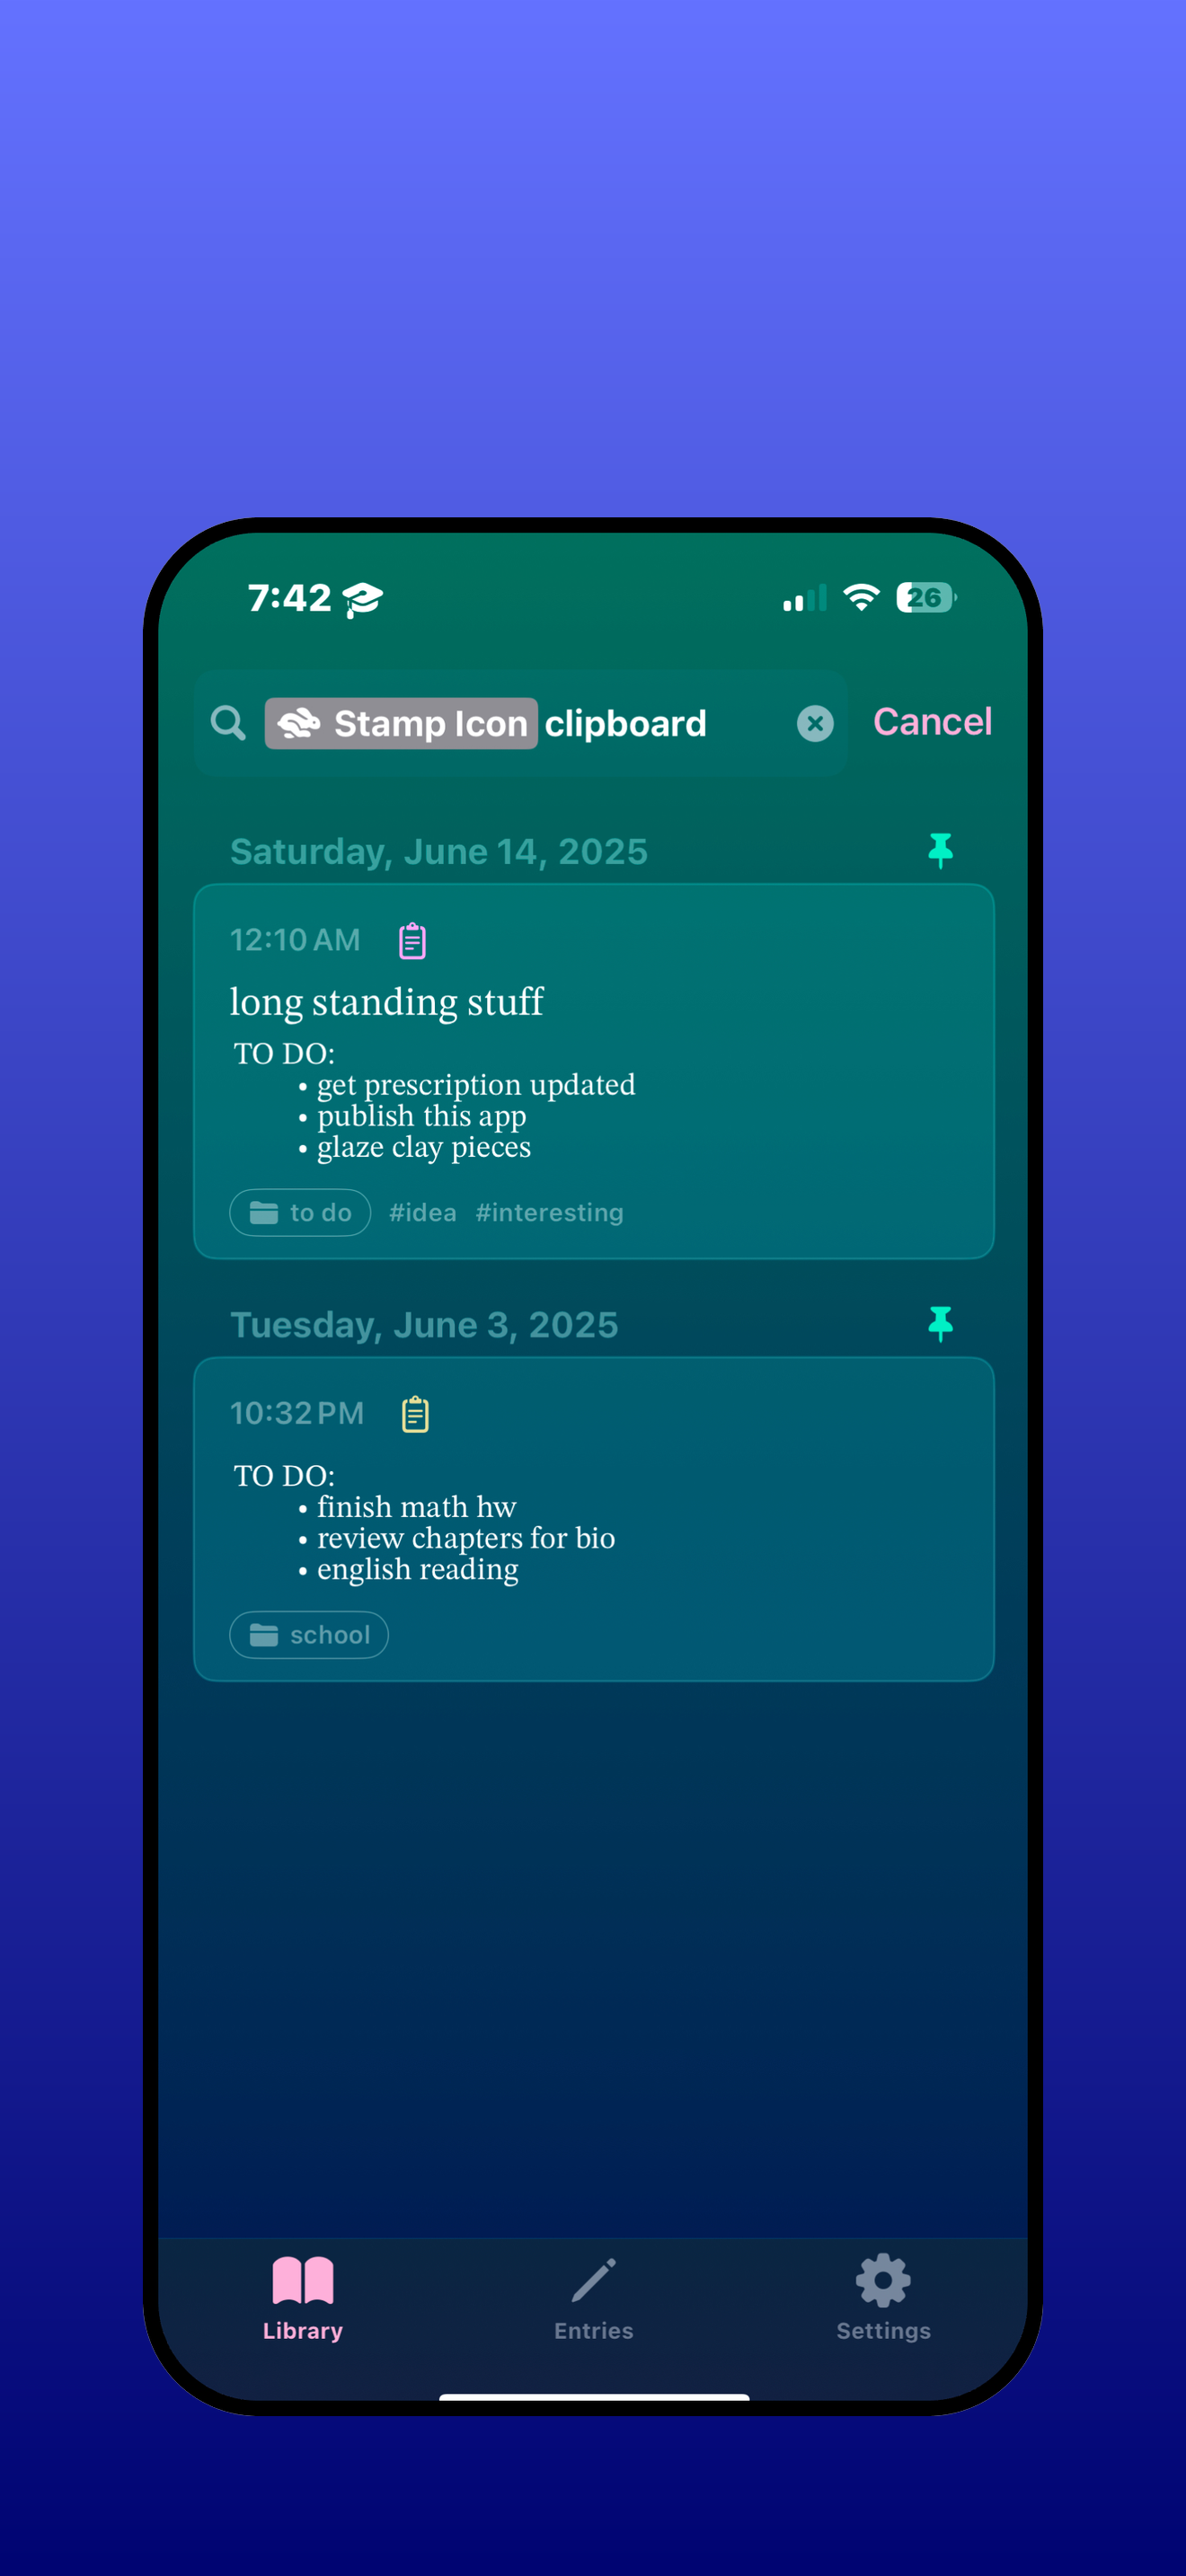 7:42
26
Stamp Icon clipboard
Cancel
Saturday, June 14, 2025
12:10 AM
long standing stuff
TO DO:
• get prescription updated
• publish this app
• glaze clay pieces
to do #idea #interesting
Tuesday, June 3, 2025
10:32 PM
TO DO:
• finish math hw
• review chapters for bio
• english reading
school
Library
Entries
Settings